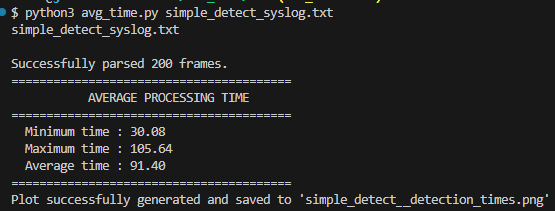 $ python3 avg_time.py simple_detect_syslog.txt
simple_detect_syslog.txt
Successfully parsed 200 frames.
========================================
AVERAGE PROCESSING TIME
========================================
Minimum time : 30.08
Maximum time : 105.64
Average time : 91.40
========================================
Plot successfully generated and saved to 'simple_detect__detection_times.png'